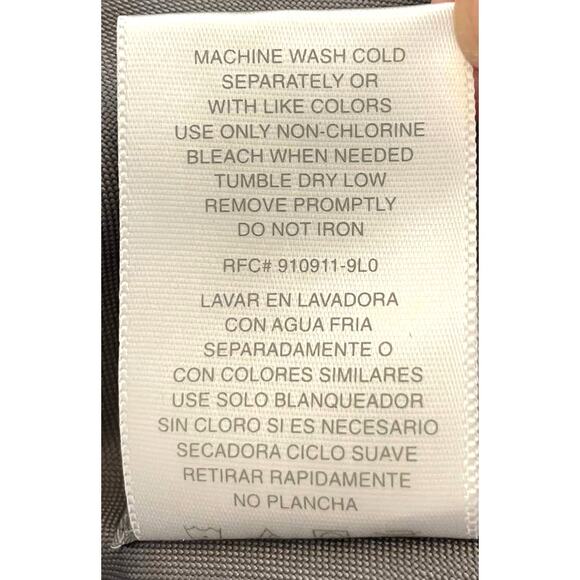 MACHINE WASH COLD
SEPARATELY OR
WITH LIKE COLORS
USE ONLY NON-CHLORINE
BLEACH WHEN NEEDED
TUMBLE DRY LOW
REMOVE PROMPTLY
DO NOT IRON
RFC# 910911-9L0
LAVAR EN LAVADORA
CON AGUA FRIA
SEPARADAMENTE O
CON COLORES SIMILARES
USE SOLO BLANQUEADOR
SIN CLORO SI ES NECESARIO
SECADORA CICLO SUAVE
RETIRAR RAPIDAMENTE
NO PLANCHA